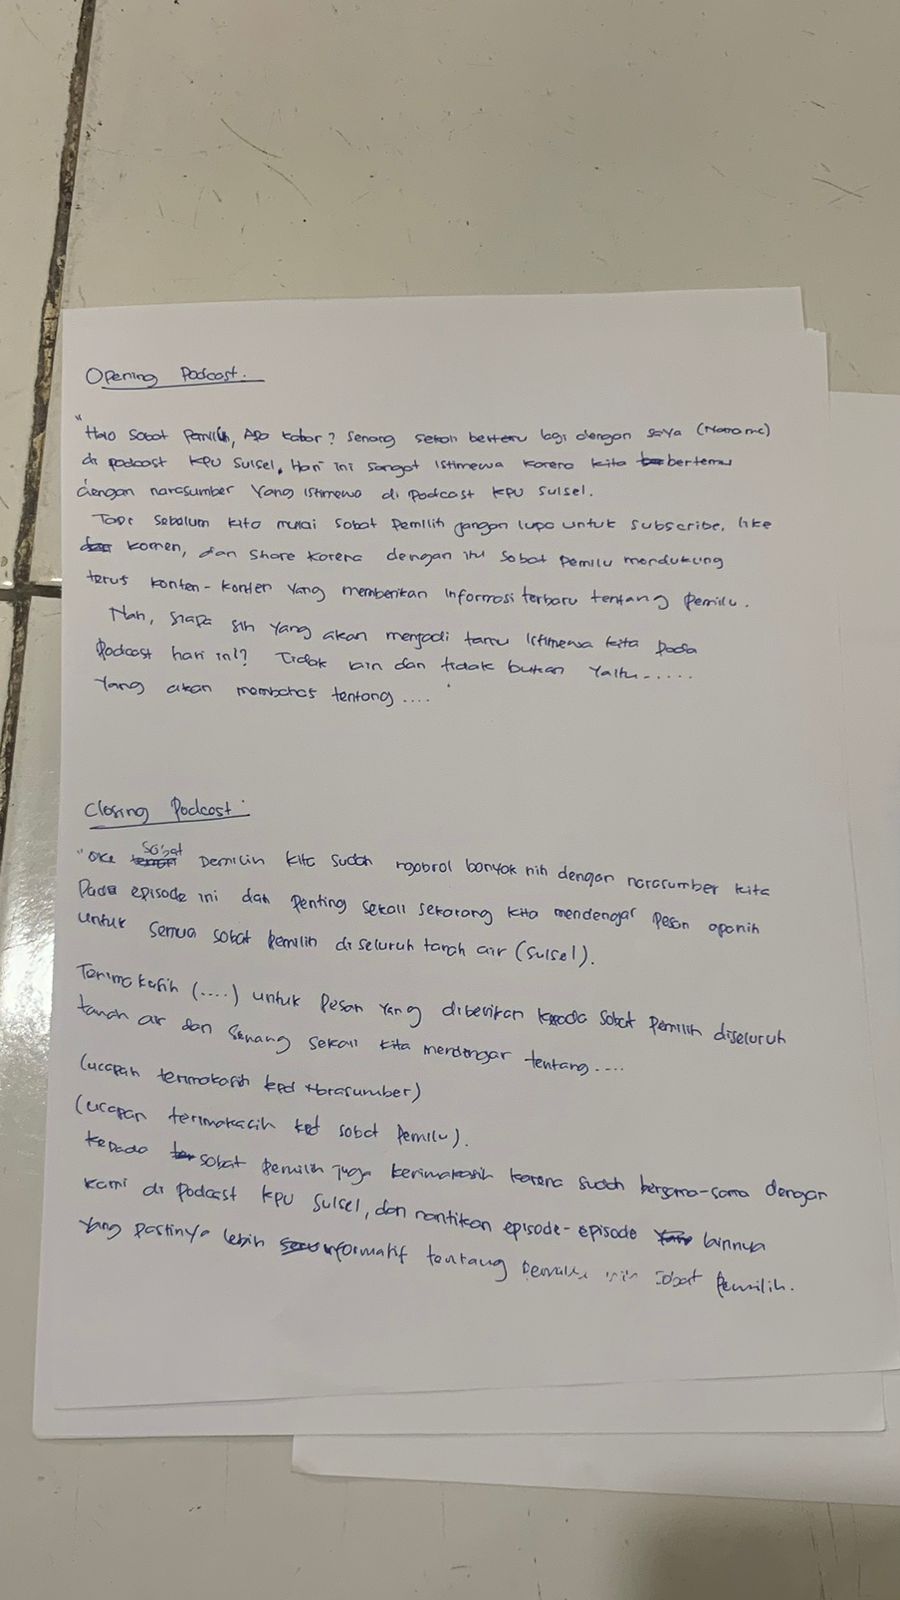 Opening Podcast.
"Halo Sobat Pemilih, Apa kabar? Senang sekali bertemu lagi dengan saya (Nama mc)
di podcast KPU Sulsel. Hari ini sangat istimewa karena kita bertemu
dengan narasumber Yang istimewa di Podcast KPU Sulsel.
Tapi sebelum kita mulai sobat pemilih jangan lupa untuk subscribe, like
komen, dan share karena dengan itu sobat Pemilu mendukung
terus konten-konten yang memberikan informasi terbaru tentang Pemilu.
Nah, siapa sih yang akan menjadi tamu istimewa kita pada
Podcast hari ini? Tidak lain dan tidak bukan yaitu......
Yang akan membahas tentang....
Closing Podcast.
"Oke sobat pemilih kita sudah ngobrol banyak nih dengan narasumber kita
Pada episode ini dan penting sekali sekarang kita mendengar pesan apanih
untuk semua sobat Pemilih di seluruh tanah air (Sulsel).
Terima kasih (....) untuk pesan yang diberikan kepada sobat Pemilih diseluruh
tanah air dan senang sekali kita mendengar tentang....
(ucapan terimakasih kpd narasumber)
(ucapan terimakasih kpd sobat Pemilu).
kepada sobat pemilih juga terimakasih karena sudah bersama-sama dengan
kami di Podcast KPU Sulsel, dan nantikan episode-episode lainnya
yang pastinya lebih informatif tentang sobat Pemilih.